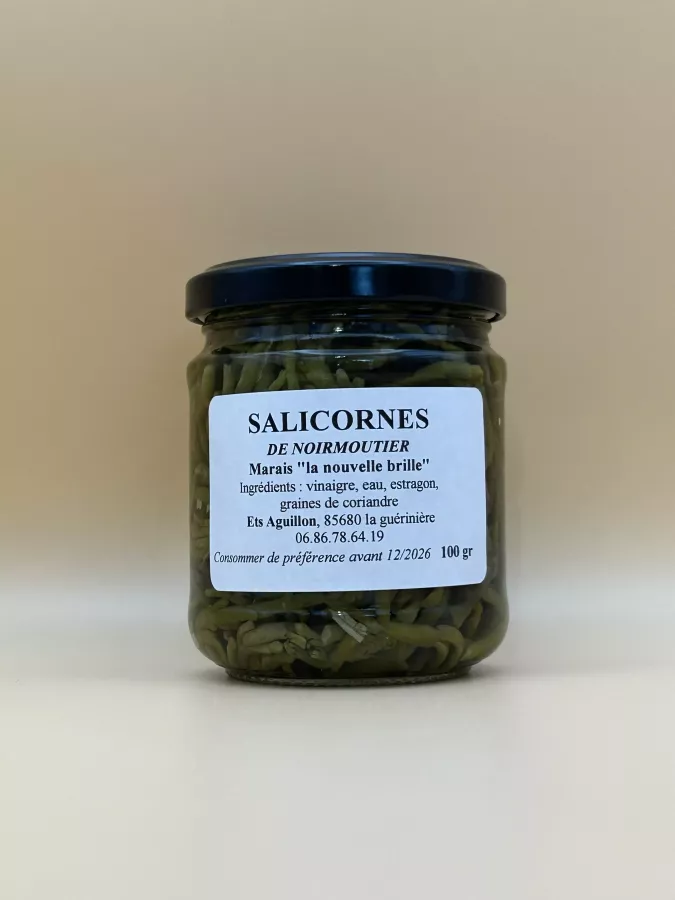 SALICORNES
DE NOIRMOUTIER
Marais "la nouvelle brille"
Ingrédients : vinaigre, eau, estragon,
graines de coriandre
Ets Aguillon, 85680 la guérinière
06.86.78.64.19
Consommer de préférence avant 12/2026 100 gr